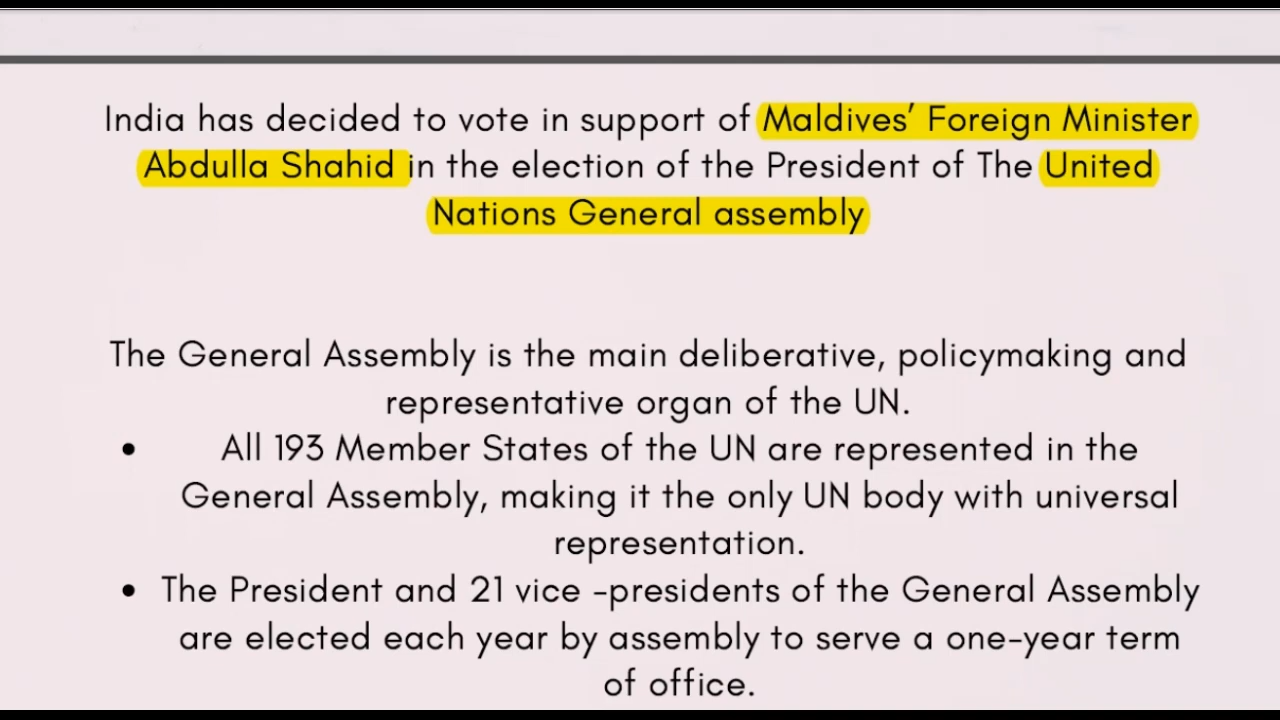 India has decided to vote in support of Maldives’ Foreign Minister
Abdulla Shahid in the election of the President of The United
Nations General assembly
The General Assembly is the main deliberative, policymaking and
representative organ of the UN.
• All 193 Member States of the UN are represented in the
General Assembly, making it the only UN body with universal
representation.
• The President and 21 vice -presidents of the General Assembly
are elected each year by assembly to serve a one-year term
of office.